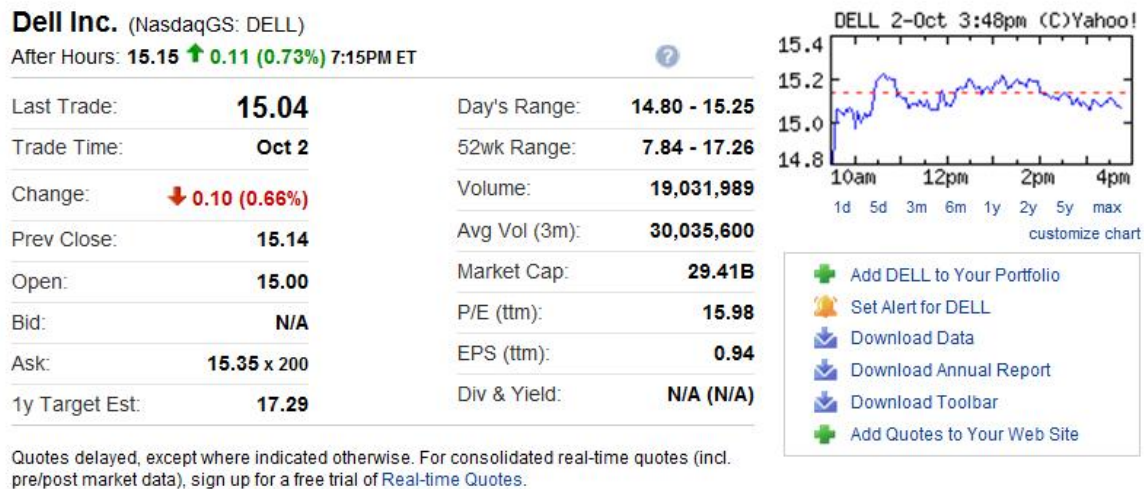 Dell Inc. (NasdaqGS: DELL)
After Hours: 15.15 0.11 (0.73%) 7:15PM ET
?
Last Trade: 15.04
Trade Time: Oct 2
Change: 0.10 (0.66%)
Prev Close: 15.14
Open: 15.00
Bid: N/A
Ask: 15.35 x 200
1y Target Est: 17.29
Day's Range: 14.80 - 15.25
52wk Range: 7.84 - 17.26
Volume: 19,031,989
Avg Vol (3m): 30,035,600
Market Cap: 29.41B
P/E (ttm): 15.98
EPS (ttm): 0.94
Div & Yield: N/A (N/A)
Quotes delayed, except where indicated otherwise. For consolidated real-time quotes (incl.
pre/post market data), sign up for a free trial of Real-time Quotes.
DELL 2-Oct 3:48pm (C)Yahoo!
15.4
15.2
15.0
14.8
10am 12pm 2pm 4pm
1d 5d 3m 6m 1y 2y 5y max
customize chart
Add DELL to Your Portfolio
Set Alert for DELL
Download Data
Download Annual Report
Download Toolbar
Add Quotes to Your Web Site